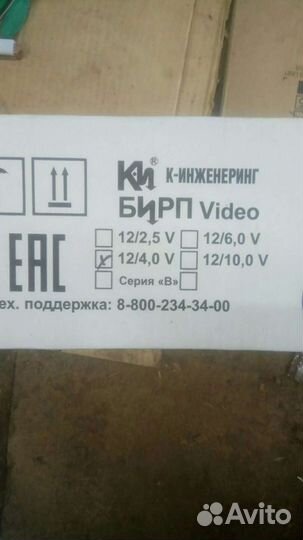 КИ® К-ИНЖЕНЕРИНГ
БИРП Video
12/2,5 V 12/6,0 V
EAC 12/4,0 V 12/10,0 V
Серия «В»
ех. поддержка: 8-800-234-34-00
Avito